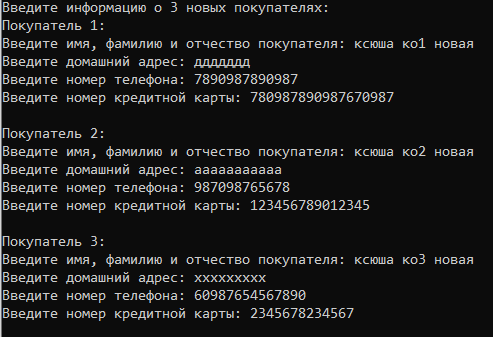 Введите информацию о 3 новых покупателях:
Покупатель 1:
Введите имя, фамилию и отчество покупателя: ксюша ко1 новая
Введите домашний адрес: ддддддд
Введите номер телефона: 7890987890987
Введите номер кредитной карты: 780987890987670987
Покупатель 2:
Введите имя, фамилию и отчество покупателя: ксюша ко2 новая
Введите домашний адрес: ааааааааааа
Введите номер телефона: 987098765678
Введите номер кредитной карты: 123456789012345
Покупатель 3:
Введите имя, фамилию и отчество покупателя: ксюша ко3 новая
Введите домашний адрес: ххххххххх
Введите номер телефона: 60987654567890
Введите номер кредитной карты: 2345678234567